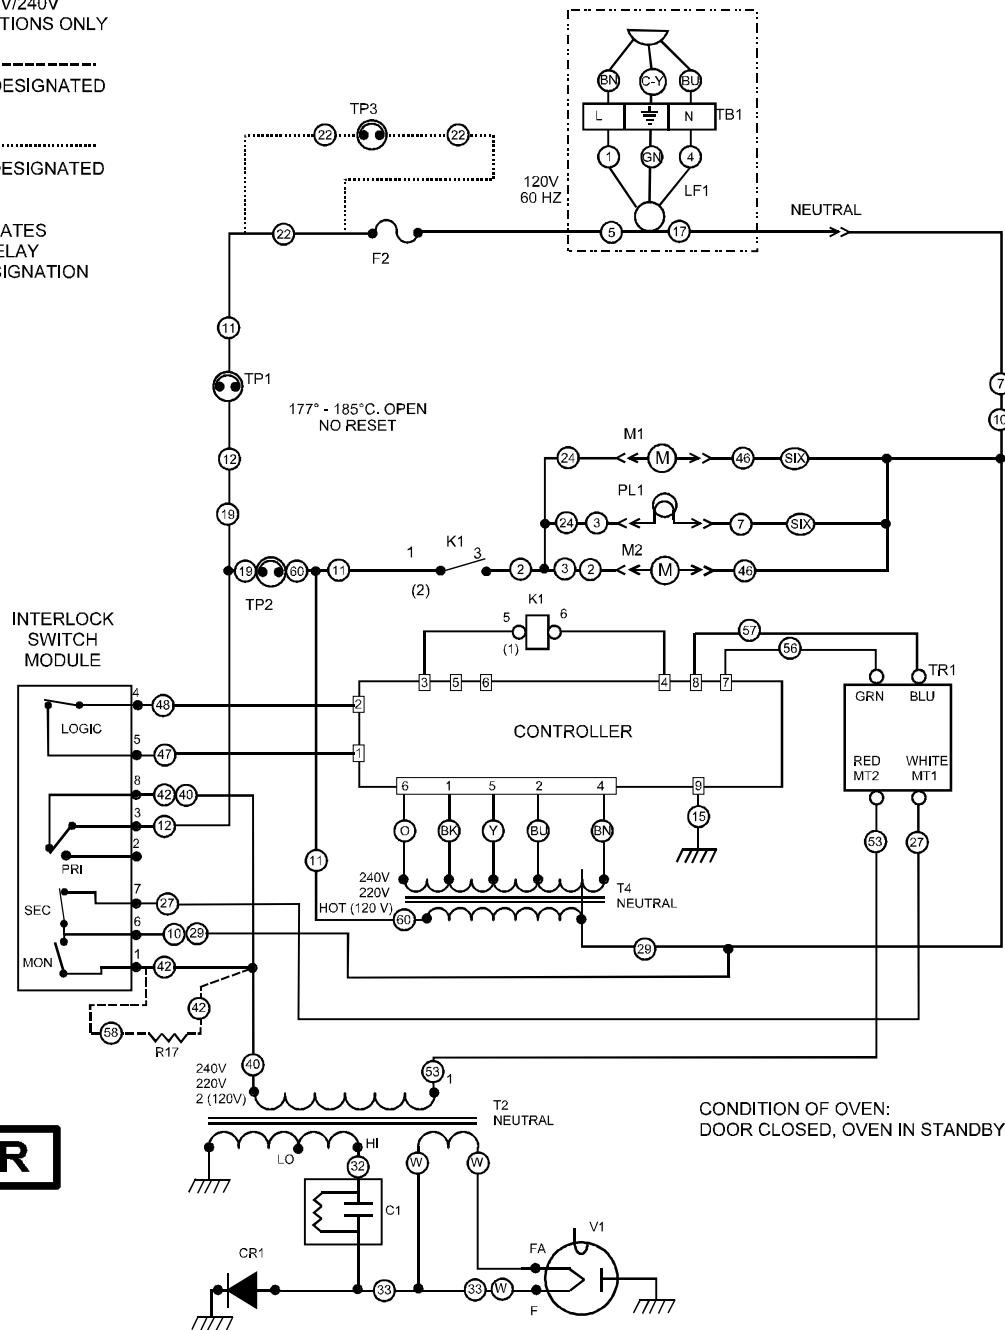 V/240V
TIONS ONLY
DESIGNATED
DESIGNATED
ATES
ELAY
SIGNATION
BN C-Y BU
L N TB1
1 GN 4
LF1
120V
60 HZ
5 17
NEUTRAL
TP3
22 22
22
F2
11
TP1
177° - 185°C. OPEN
NO RESET
12
19
7
10
M1
24 M 46 SIX
PL1
24 3 7 SIX
M2
19 60 11
TP2
1 K1 3
(2)
2 3 2 M 46
K1
5 6
(1)
57
56
INTERLOCK
SWITCH
MODULE
4 48
LOGIC
5 47
8 42 40
3 12
2
PRI
7 27
SEC
6 10 29
MON
1 42
58 R17 42
3 5 6 4 8 7
2
1
CONTROLLER
6 1 5 2 4 9
O BK Y BU BN 15
TR1
GRN BLU
RED WHITE
MT2 MT1
53 27
11
240V
220V
HOT (120 V) 60
T4
NEUTRAL
29
40
240V
220V
2 (120V)
53 1
T2
NEUTRAL
LO HI
32 W W
C1
CR1
33 33 W
FA
F
V1
CONDITION OF OVEN:
DOOR CLOSED, OVEN IN STANDBY
R